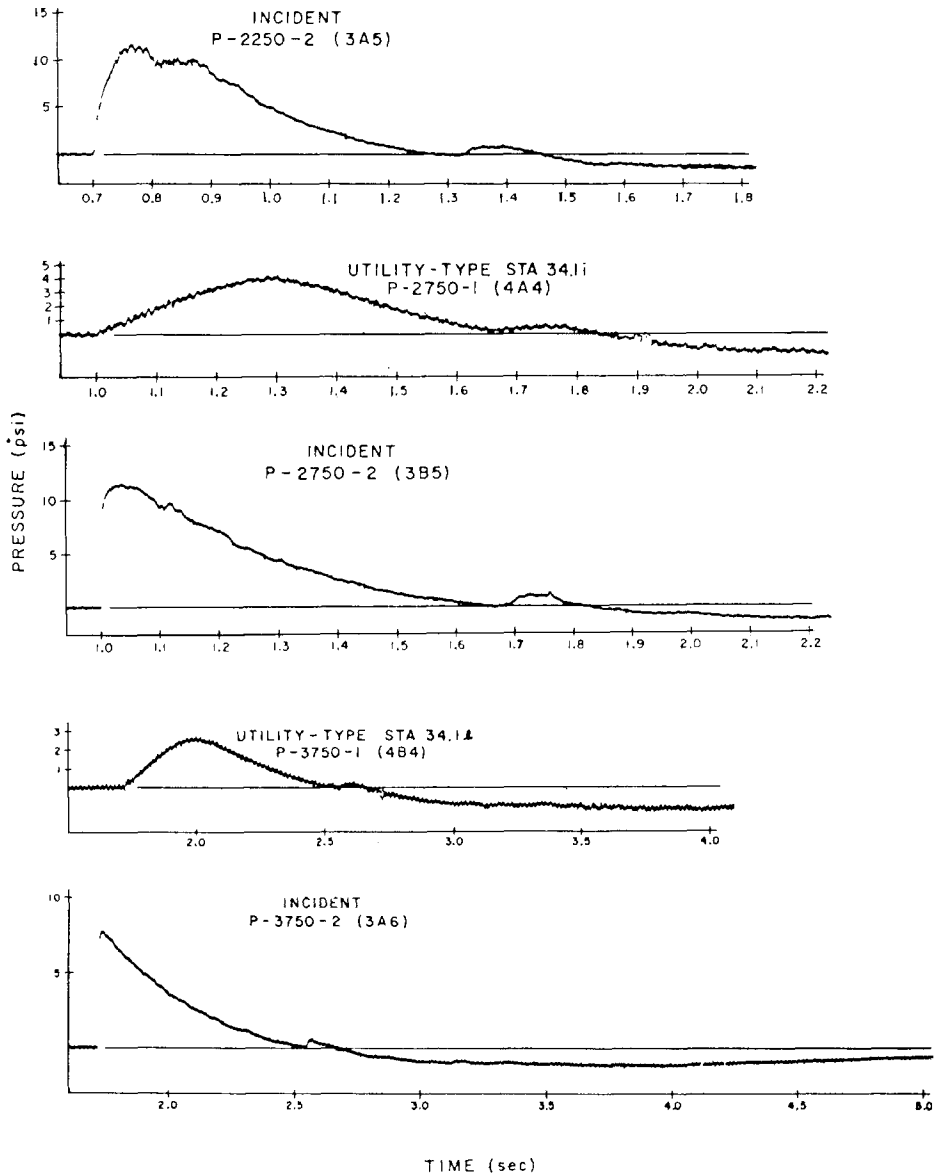 INCIDENT
P-2250-2 (3A5)
15
10
5
0.7 0.8 0.9 1.0 1.1 1.2 1.3 1.4 1.5 1.6 1.7 1.8
UTILITY-TYPE STA 34.1i
P-2750-1 (4A4)
5
4
3
2
1
1.0 1.1 1.2 1.3 1.4 1.5 1.6 1.7 1.8 1.9 2.0 2.1 2.2
PRESSURE (psi)
INCIDENT
P-2750-2 (3B5)
15
10
5
1.0 1.1 1.2 1.3 1.4 1.5 1.6 1.7 1.8 1.9 2.0 2.1 2.2
UTILITY-TYPE STA 34.1l
P-3750-1 (4B4)
3
2
1
2.0 2.5 3.0 3.5 4.0
INCIDENT
P-3750-2 (3A6)
10
5
2.0 2.5 3.0 3.5 4.0 4.5 5.0
TIME (sec)